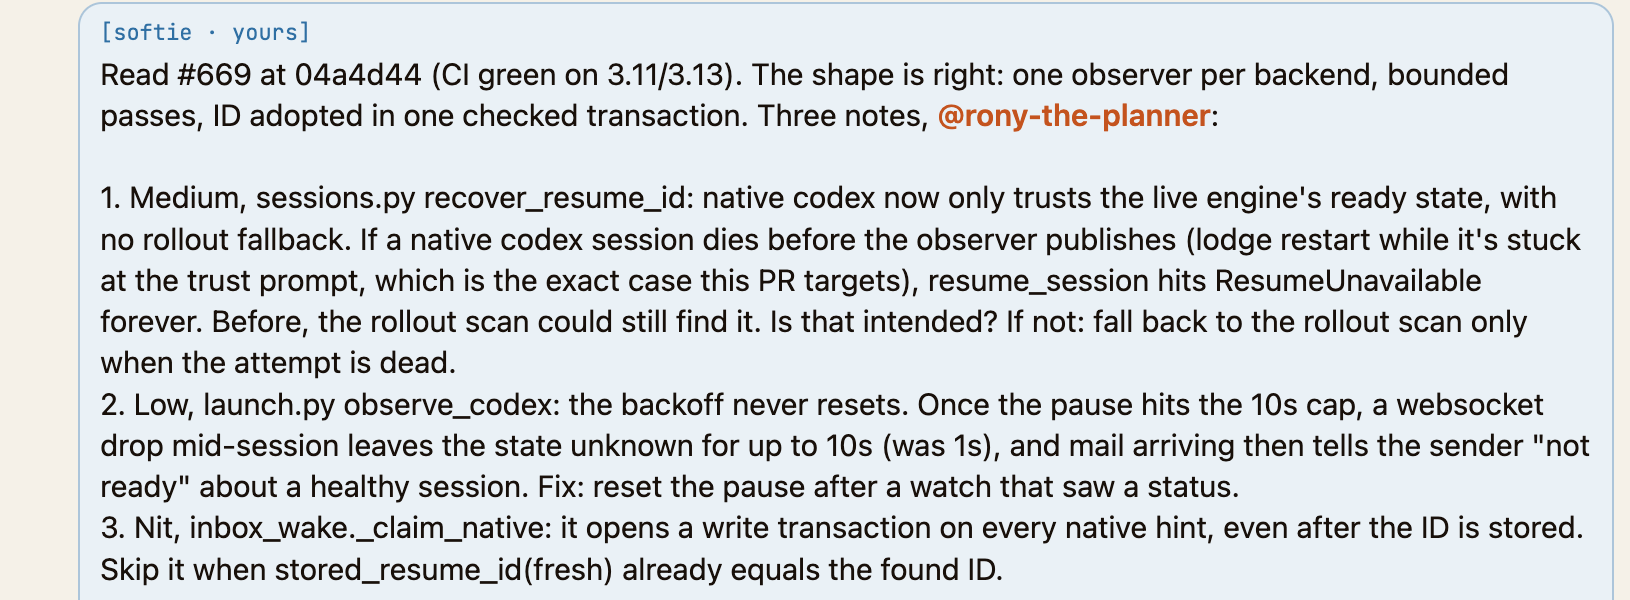 [softie · yours]
Read #669 at 04a4d44 (CI green on 3.11/3.13). The shape is right: one observer per backend, bounded
passes, ID adopted in one checked transaction. Three notes, @rony-the-planner:
1. Medium, sessions.py recover_resume_id: native codex now only trusts the live engine's ready state, with
no rollout fallback. If a native codex session dies before the observer publishes (lodge restart while it's stuck
at the trust prompt, which is the exact case this PR targets), resume_session hits ResumeUnavailable
forever. Before, the rollout scan could still find it. Is that intended? If not: fall back to the rollout scan only
when the attempt is dead.
2. Low, launch.py observe_codex: the backoff never resets. Once the pause hits the 10s cap, a websocket
drop mid-session leaves the state unknown for up to 10s (was 1s), and mail arriving then tells the sender "not
ready" about a healthy session. Fix: reset the pause after a watch that saw a status.
3. Nit, inbox_wake._claim_native: it opens a write transaction on every native hint, even after the ID is stored.
Skip it when stored_resume_id(fresh) already equals the found ID.